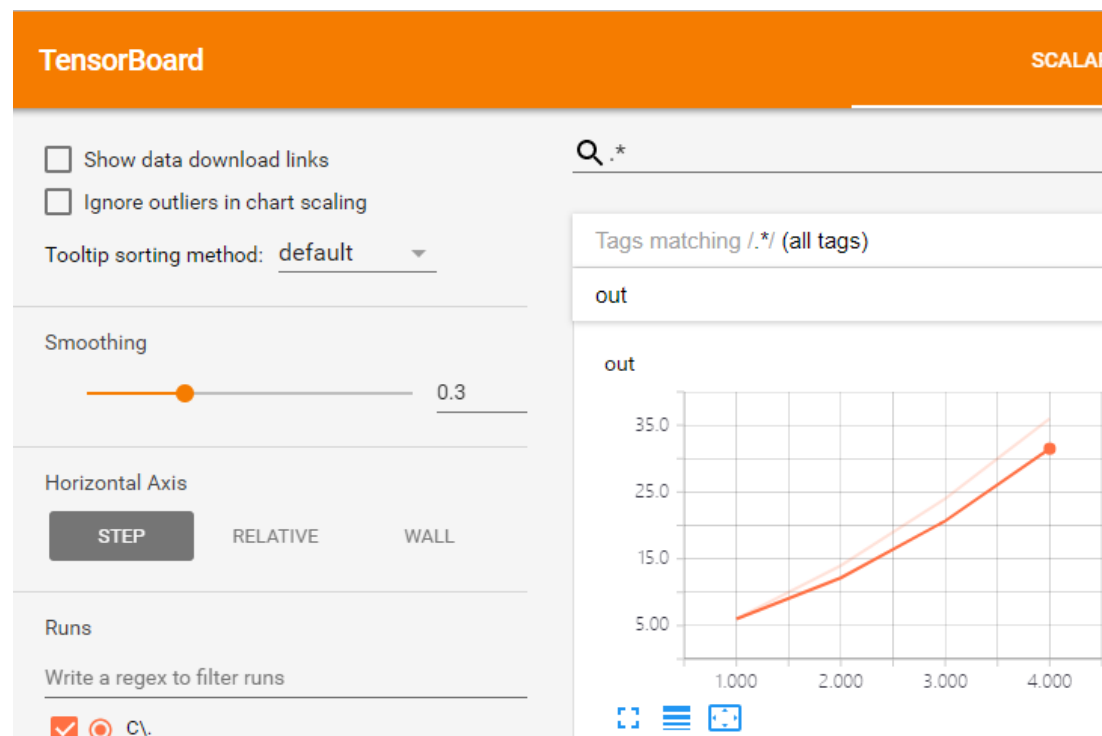 TensorBoard
SCALAR
Show data download links
Ignore outliers in chart scaling
Tooltip sorting method: default
Smoothing
0.3
Horizontal Axis
STEP RELATIVE WALL
Runs
Write a regex to filter runs
C\.
.*
Tags matching /.*/ (all tags)
out
out
35.0
25.0
15.0
5.00
1.000 2.000 3.000 4.000